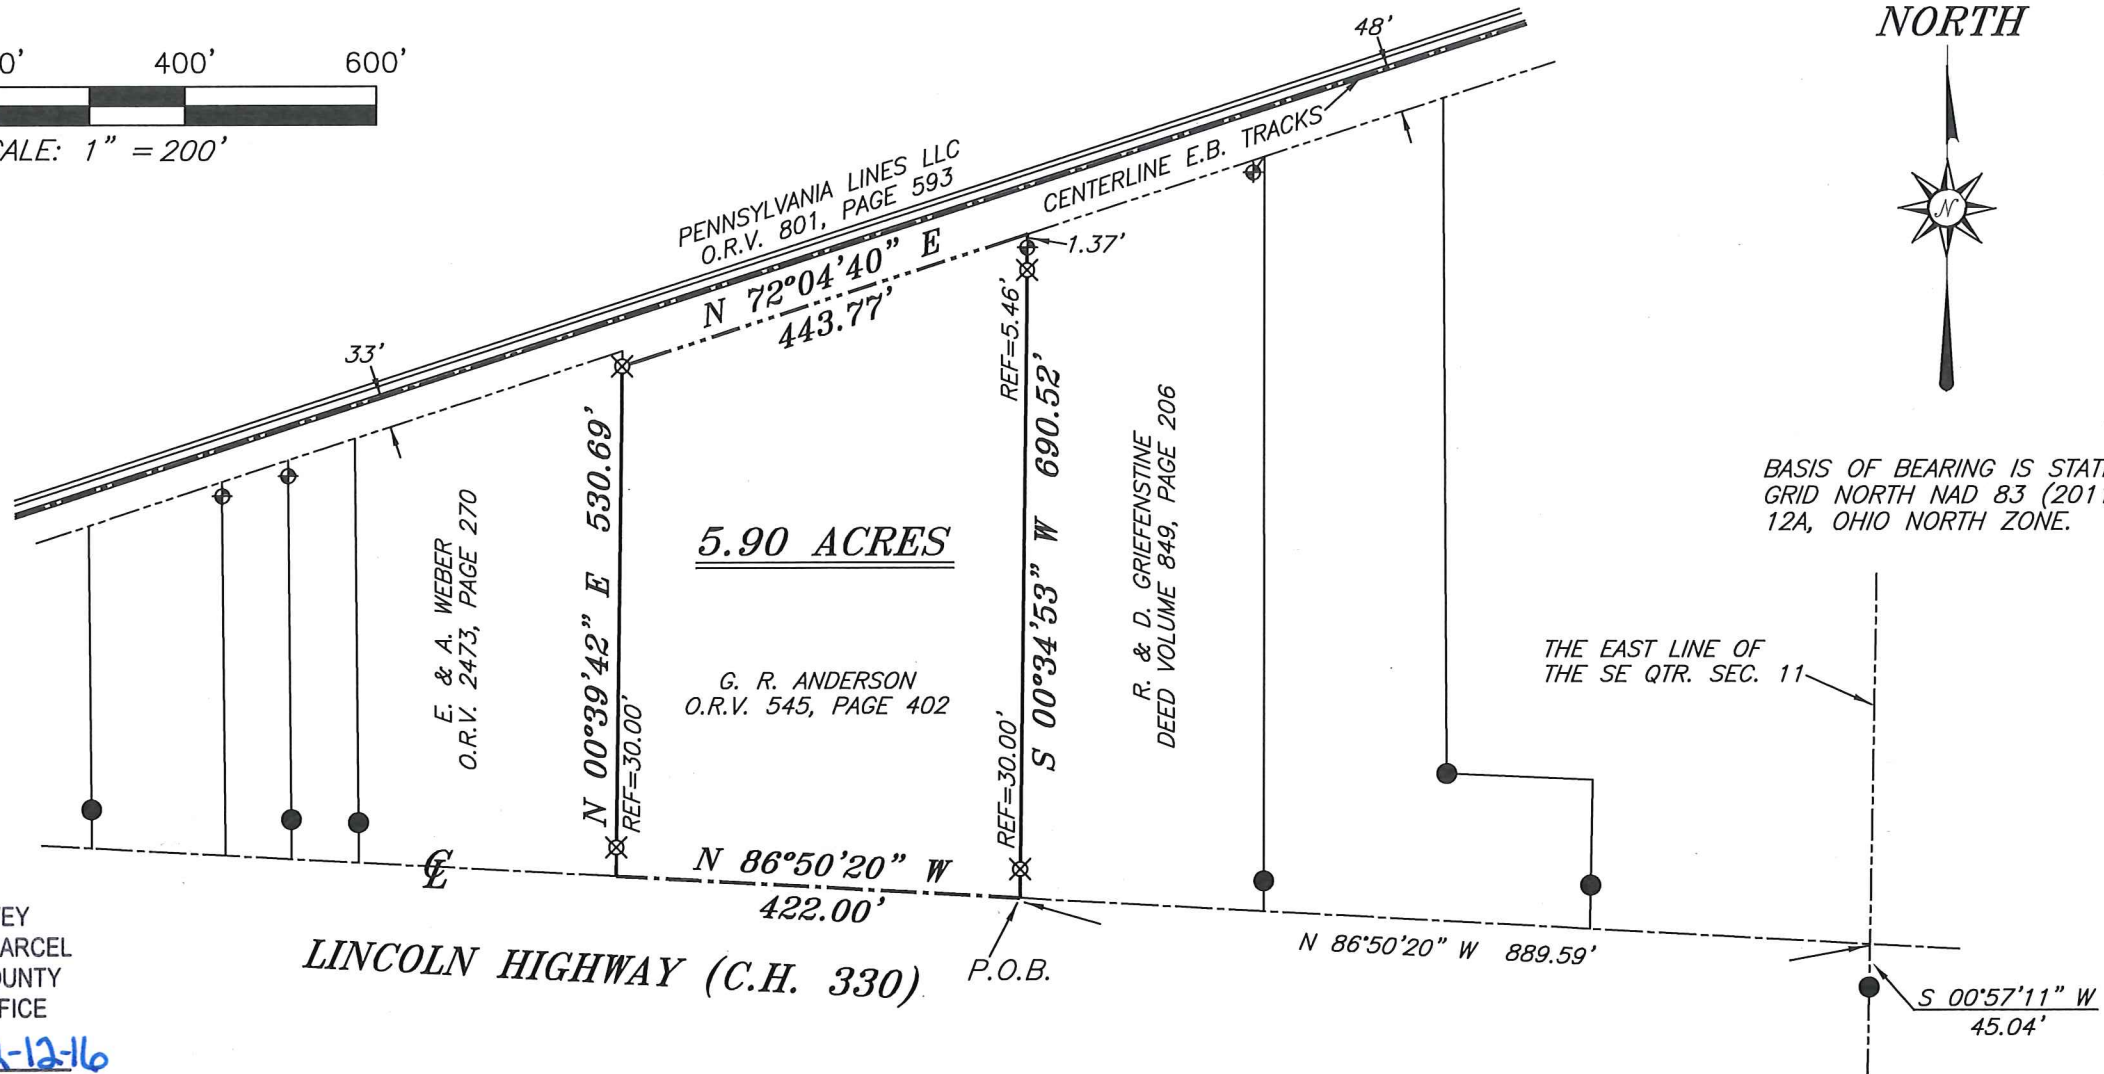 NORTH
48'
400' 600'
SCALE: 1" = 200'
PENNSYLVANIA LINES LLC
O.R.V. 801, PAGE 593
CENTERLINE E.B. TRACKS
N 72°04'40" E
443.77'
1.37'
33'
REF=5.46'
N 00°39'42" E 530.69'
REF=30.00'
S 00°34'53" W 690.52'
REF=30.00'
E. & A. WEBER
O.R.V. 2473, PAGE 270
5.90 ACRES
G. R. ANDERSON
O.R.V. 545, PAGE 402
R. & D. GRIEFENSTINE
DEED VOLUME 849, PAGE 206
N
BASIS OF BEARING IS STAT
GRID NORTH NAD 83 (201
12A, OHIO NORTH ZONE.
THE EAST LINE OF
THE SE QTR. SEC. 11
CL
N 86°50'20" W
422.00'
N 86°50'20" W 889.59'
LINCOLN HIGHWAY (C.H. 330)
P.O.B.
S 00°57'11" W
45.04'
EY
ARCEL
OUNTY
FICE
-12-16